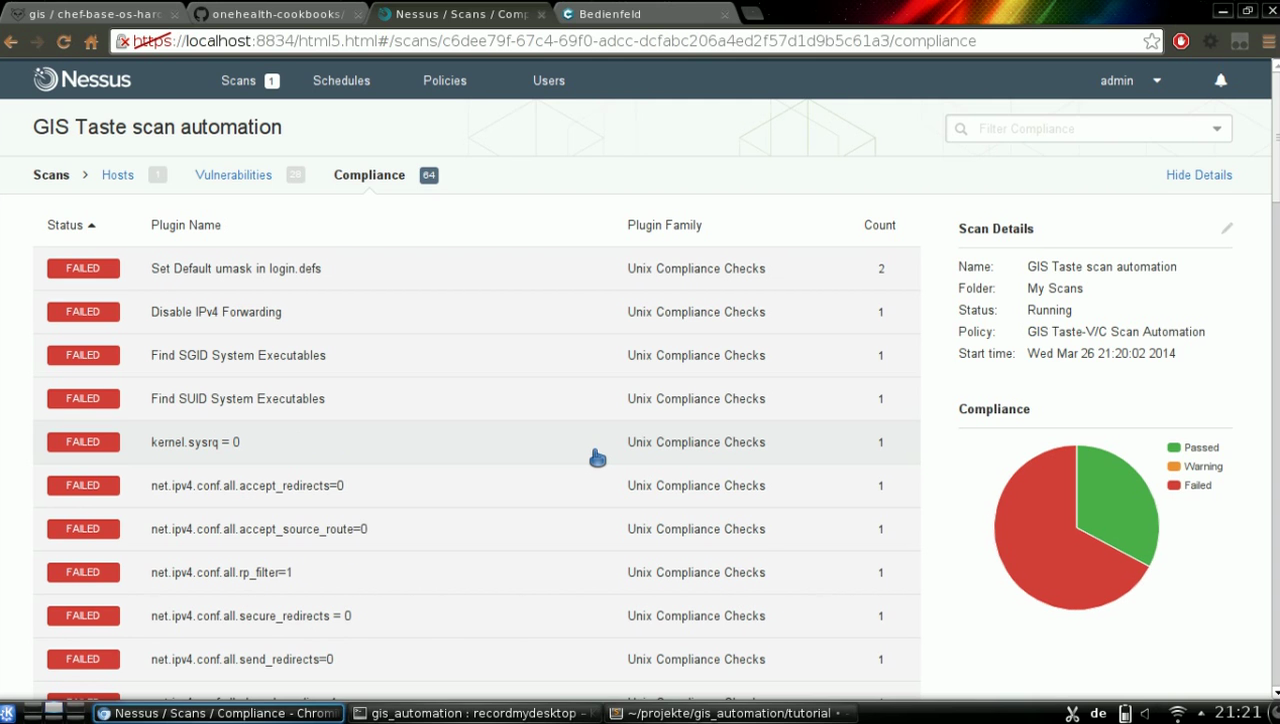 gis / chef-base-os-hard
onehealth-cookbooks/
Nessus / Scans / Comp
Bedienfeld
https://localhost:8834/html5.html#/scans/c6dee79f-67c4-69f0-adcc-dcfabc206a4ed2f57d1d9b5c61a3/compliance
Nessus
Scans 1
Schedules
Policies
Users
admin
GIS Taste scan automation
Filter Compliance
Scans > Hosts 1 Vulnerabilities 28 Compliance 64
Hide Details
Status Plugin Name Plugin Family Count
FAILED Set Default umask in login.defs Unix Compliance Checks 2
FAILED Disable IPv4 Forwarding Unix Compliance Checks 1
FAILED Find SGID System Executables Unix Compliance Checks 1
FAILED Find SUID System Executables Unix Compliance Checks 1
FAILED kernel.sysrq = 0 Unix Compliance Checks 1
FAILED net.ipv4.conf.all.accept_redirects=0 Unix Compliance Checks 1
FAILED net.ipv4.conf.all.accept_source_route=0 Unix Compliance Checks 1
FAILED net.ipv4.conf.all.rp_filter=1 Unix Compliance Checks 1
FAILED net.ipv4.conf.all.secure_redirects = 0 Unix Compliance Checks 1
FAILED net.ipv4.conf.all.send_redirects=0 Unix Compliance Checks 1
Scan Details
Name: GIS Taste scan automation
Folder: My Scans
Status: Running
Policy: GIS Taste-V/C Scan Automation
Start time: Wed Mar 26 21:20:02 2014
Compliance
Passed
Warning
Failed
Nessus / Scans / Compliance - Chromi
gis_automation : recordmydesktop – K
~/projekte/gis_automation/tutorial
de
21:21